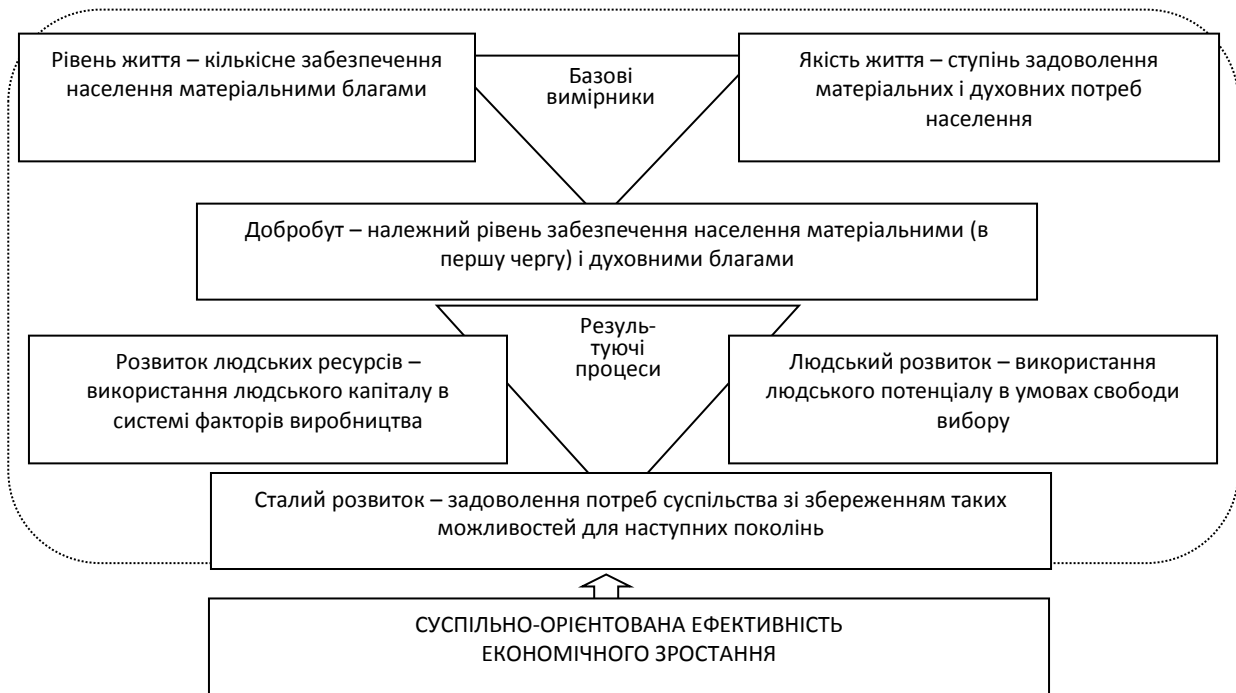 Рівень життя – кількісне забезпечення
населення матеріальними благами
Базові
вимірники
Якість життя – ступінь задоволення
матеріальних і духовних потреб
населення
Добробут – належний рівень забезпечення населення матеріальними (в
першу чергу) і духовними благами
Розвиток людських ресурсів –
використання людського капіталу в
системі факторів виробництва
Резуль-
туючі
процеси
Людський розвиток – використання
людського потенціалу в умовах свободи
вибору
Сталий розвиток – задоволення потреб суспільства зі збереженням таких
можливостей для наступних поколінь
СУСПІЛЬНО-ОРІЄНТОВАНА ЕФЕКТИВНІСТЬ
ЕКОНОМІЧНОГО ЗРОСТАННЯ